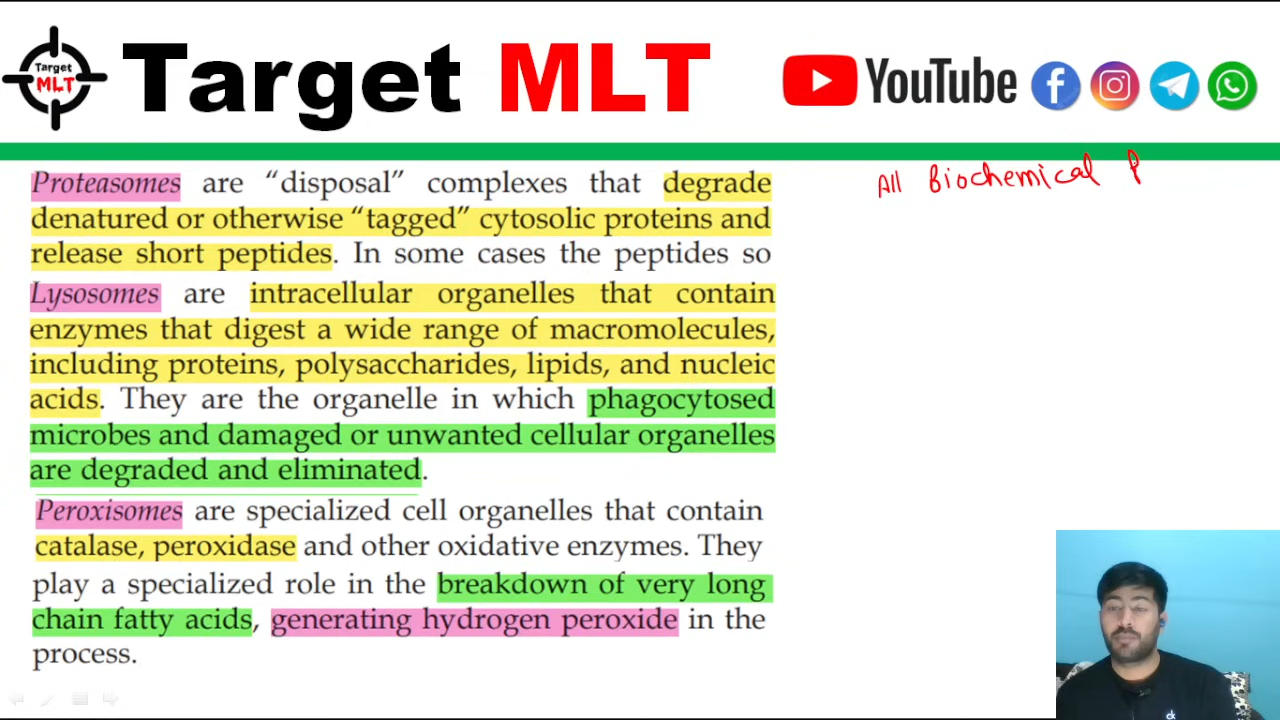 Target MLT
Target
MLT
YouTube
All Biochemical P
Proteasomes are “disposal” complexes that degrade
denatured or otherwise “tagged” cytosolic proteins and
release short peptides. In some cases the peptides so
Lysosomes are intracellular organelles that contain
enzymes that digest a wide range of macromolecules,
including proteins, polysaccharides, lipids, and nucleic
acids. They are the organelle in which phagocytosed
microbes and damaged or unwanted cellular organelles
are degraded and eliminated.
Peroxisomes are specialized cell organelles that contain
catalase, peroxidase and other oxidative enzymes. They
play a specialized role in the breakdown of very long
chain fatty acids, generating hydrogen peroxide in the
process.